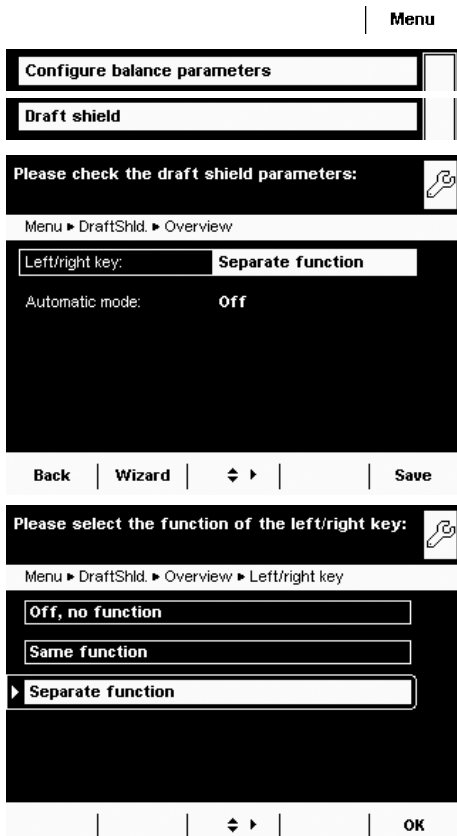 Menu
Configure balance parameters
Draft shield
Please check the draft shield parameters:
Menu ▸ DraftShld. ▸ Overview
Left/right key: Separate function
Automatic mode: Off
Back Wizard Save
Please select the function of the left/right key:
Menu ▸ DraftShld. ▸ Overview ▸ Left/right key
Off, no function
Same function
Separate function
OK